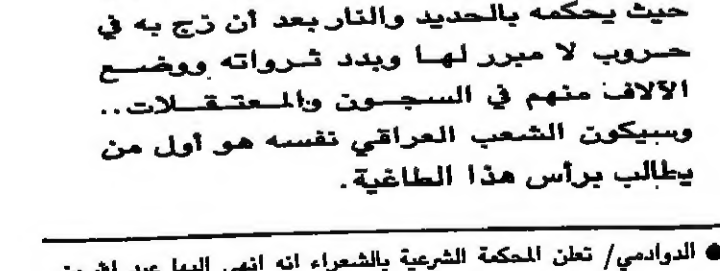 حيث يحكمه بالحديد والنار بعد أن زج به في
حروب لا مبرر لها وبدد ثرواته ووضع
الآلاف منهم في السجون والمعتقلات..
وسيكون الشعب العراقي نفسه هو أول من
يطالب برأس هذا الطاغية.
● الدوادمي/ تعلن المحكمة الشرعية بالشعراء انه انهى اليها عبد